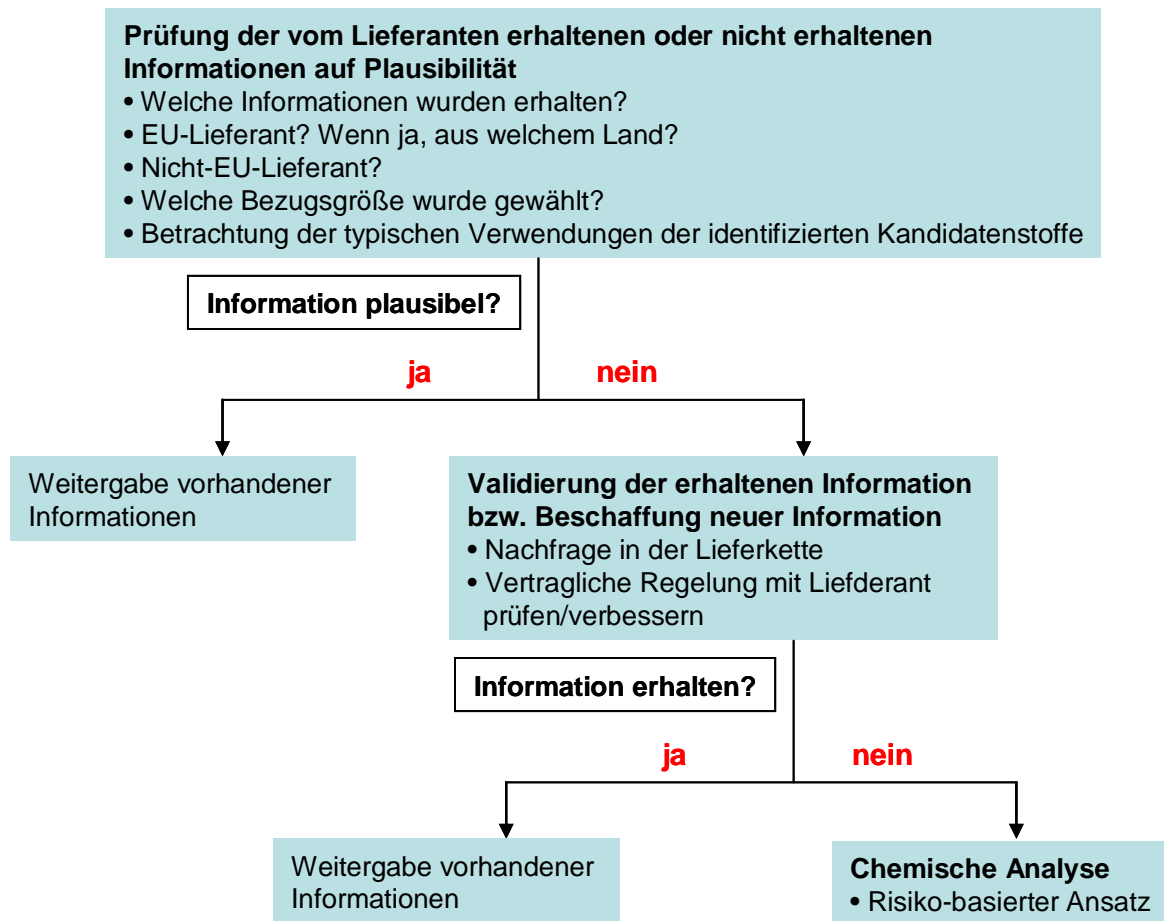 Prüfung der vom Lieferanten erhaltenen oder nicht erhaltenen
Informationen auf Plausibilität
• Welche Informationen wurden erhalten?
• EU-Lieferant? Wenn ja, aus welchem Land?
• Nicht-EU-Lieferant?
• Welche Bezugsgröße wurde gewählt?
• Betrachtung der typischen Verwendungen der identifizierten Kandidatenstoffe
Information plausibel?
ja
nein
Weitergabe vorhandener
Informationen
Validierung der erhaltenen Information
bzw. Beschaffung neuer Information
• Nachfrage in der Lieferkette
• Vertragliche Regelung mit Liefderant
prüfen/verbessern
Information erhalten?
ja
nein
Weitergabe vorhandener
Informationen
Chemische Analyse
• Risiko-basierter Ansatz